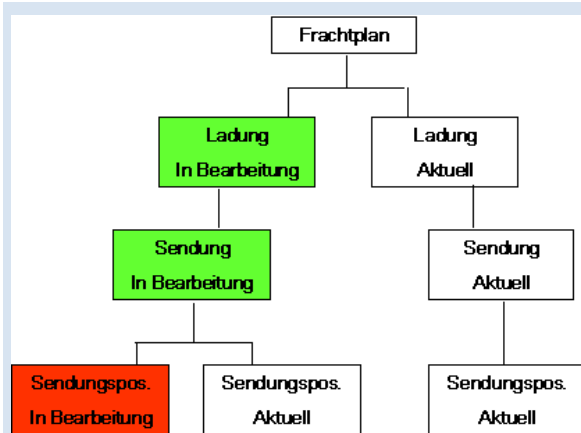 Frachtplan
Ladung
In Bearbeitung
Ladung
Aktuell
Sendung
In Bearbeitung
Sendung
Aktuell
Sendungspos.
In Bearbeitung
Sendungspos.
Aktuell
Sendungspos.
Aktuell